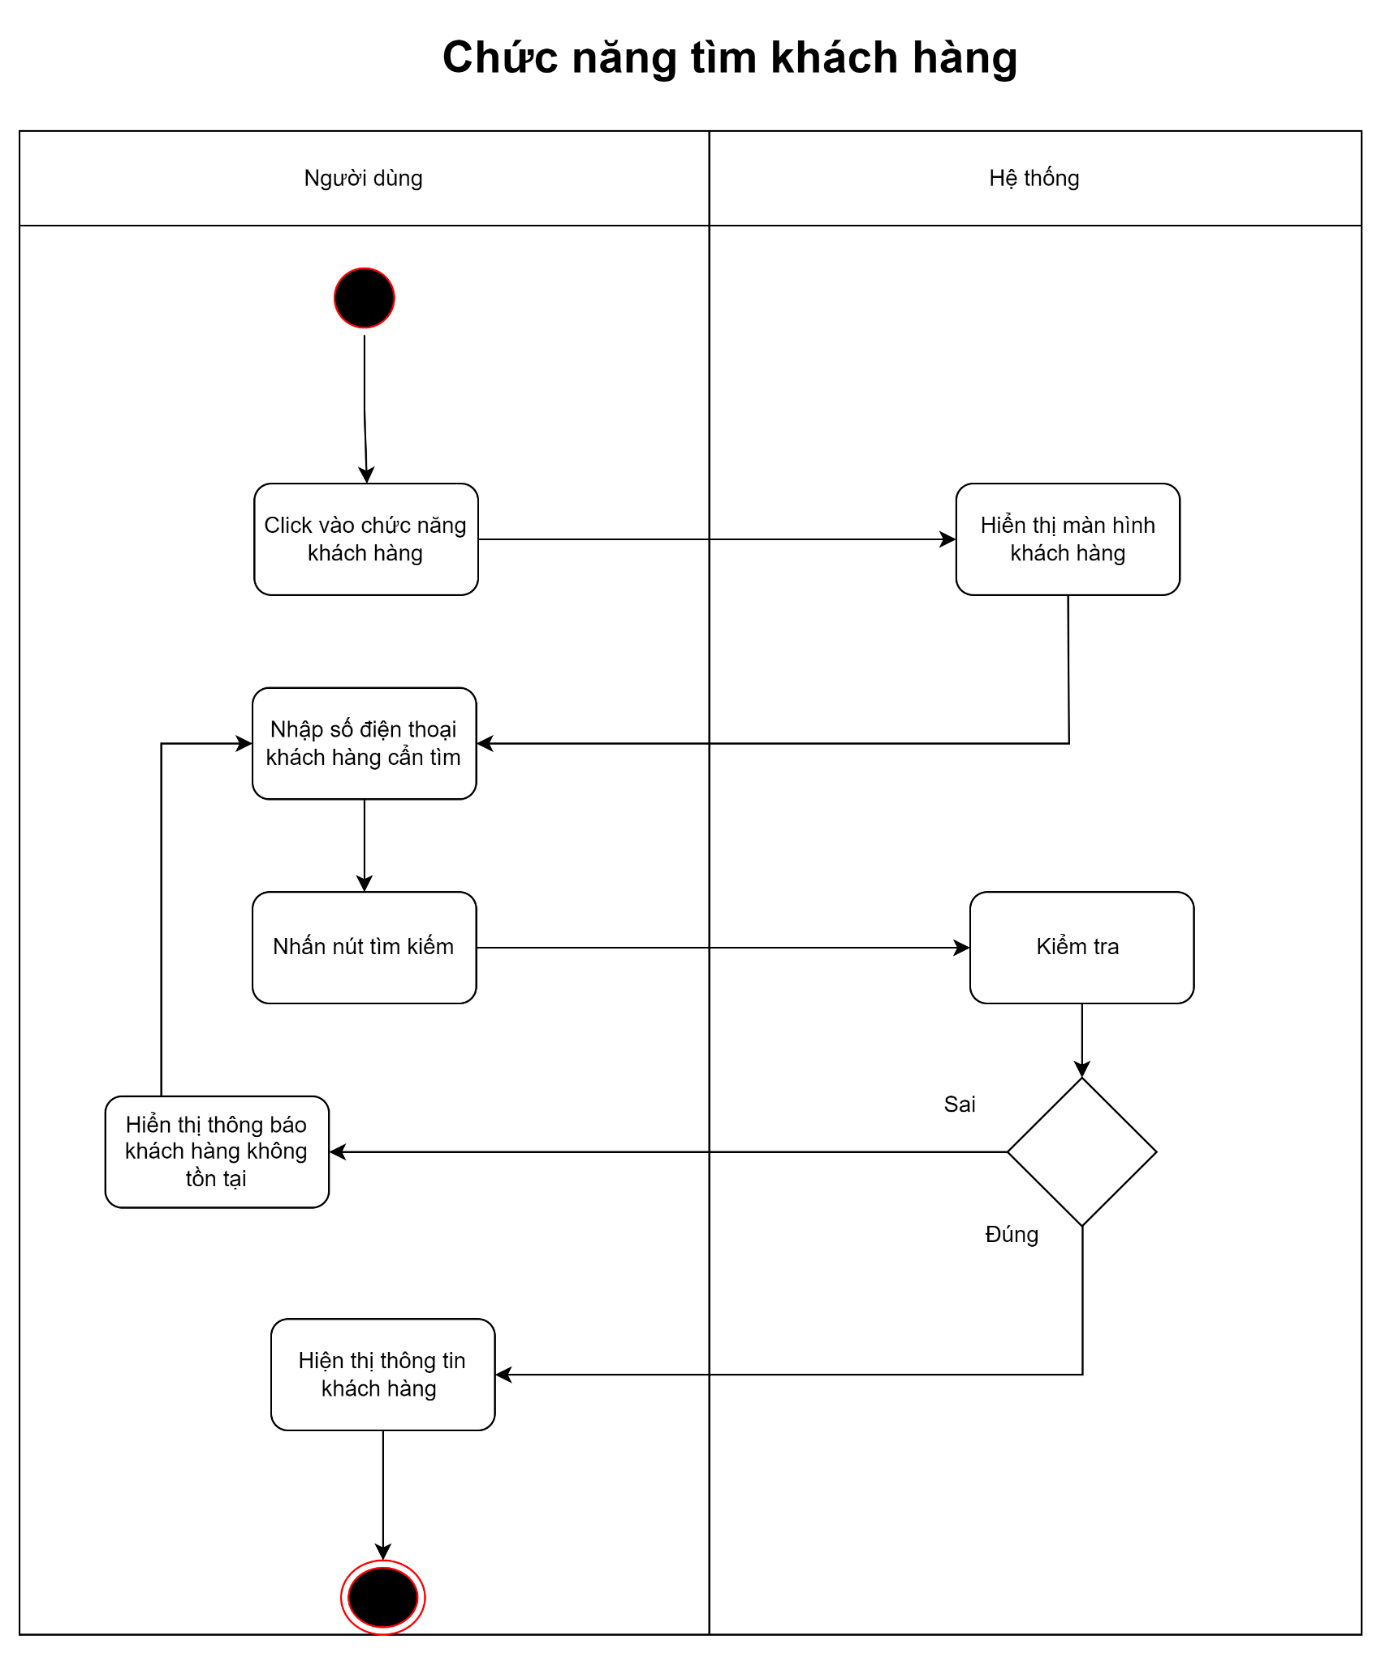 Chức năng tìm khách hàng
Người dùng
Hệ thống
Click vào chức năng
khách hàng
Hiển thị màn hình
khách hàng
Nhập số điện thoại
khách hàng cần tìm
Nhấn nút tìm kiếm
Kiểm tra
Sai
Hiển thị thông báo
khách hàng không
tồn tại
Đúng
Hiện thị thông tin
khách hàng